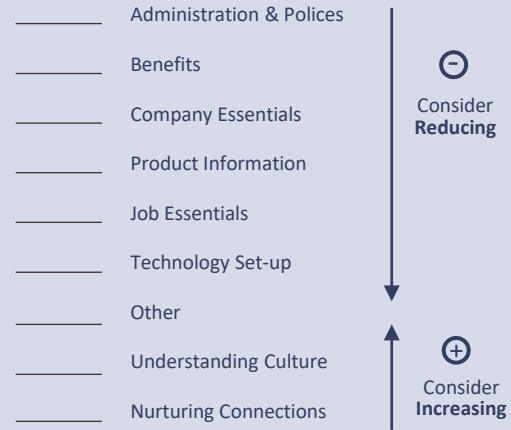 Administration & Polices
Benefits
Company Essentials
Product Information
Job Essentials
Technology Set-up
Other
Understanding Culture
Nurturing Connections
-
Consider
Reducing
+
Consider
Increasing